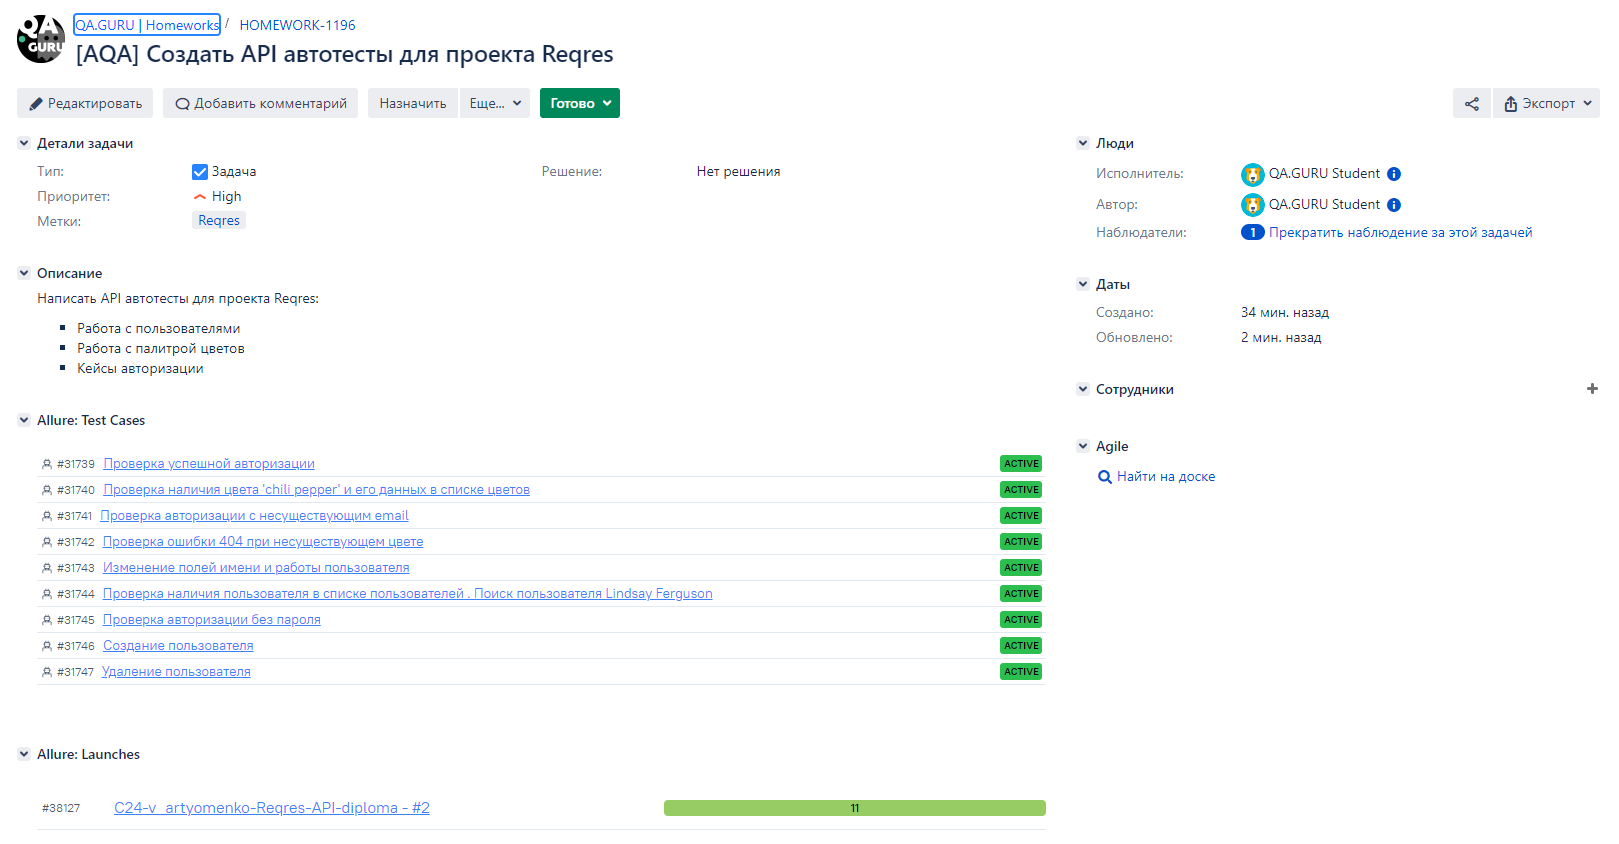 QA GURU
QA.GURU | Homeworks / HOMEWORK-1196
[AQA] Создать API автотесты для проекта Reqres
Редактировать Добавить комментарий Назначить Еще... Готово Экспорт
Детали задачи
Тип: Задача Решение: Нет решения
Приоритет: High
Метки: Reqres
Описание
Написать API автотесты для проекта Reqres:
Работа с пользователями
Работа с палитрой цветов
Кейсы авторизации
Allure: Test Cases
#31739 Проверка успешной авторизации ACTIVE
#31740 Проверка наличия цвета 'chili pepper' и его данных в списке цветов ACTIVE
#31741 Проверка авторизации с несуществующим email ACTIVE
#31742 Проверка ошибки 404 при несуществующем цвете ACTIVE
#31743 Изменение полей имени и работы пользователя ACTIVE
#31744 Проверка наличия пользователя в списке пользователей . Поиск пользователя Lindsay Ferguson ACTIVE
#31745 Проверка авторизации без пароля ACTIVE
#31746 Создание пользователя ACTIVE
#31747 Удаление пользователя ACTIVE
Allure: Launches
#38127 C24-v_artyomenko-Reqres-API-diploma - #2 11
Люди
Исполнитель: QA.GURU Student
Автор: QA.GURU Student
Наблюдатели: 1 Прекратить наблюдение за этой задачей
Даты
Создано: 34 мин. назад
Обновлено: 2 мин. назад
Сотрудники
Agile
Найти на доске